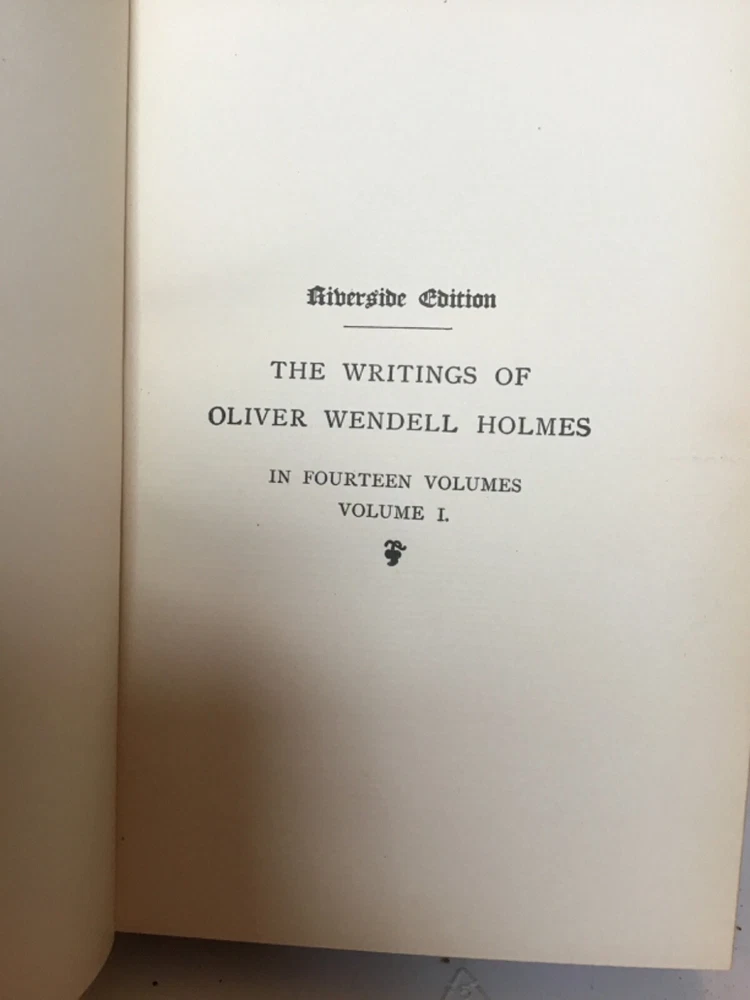 Riverside Edition
THE WRITINGS OF
OLIVER WENDELL HOLMES
IN FOURTEEN VOLUMES
VOLUME I.